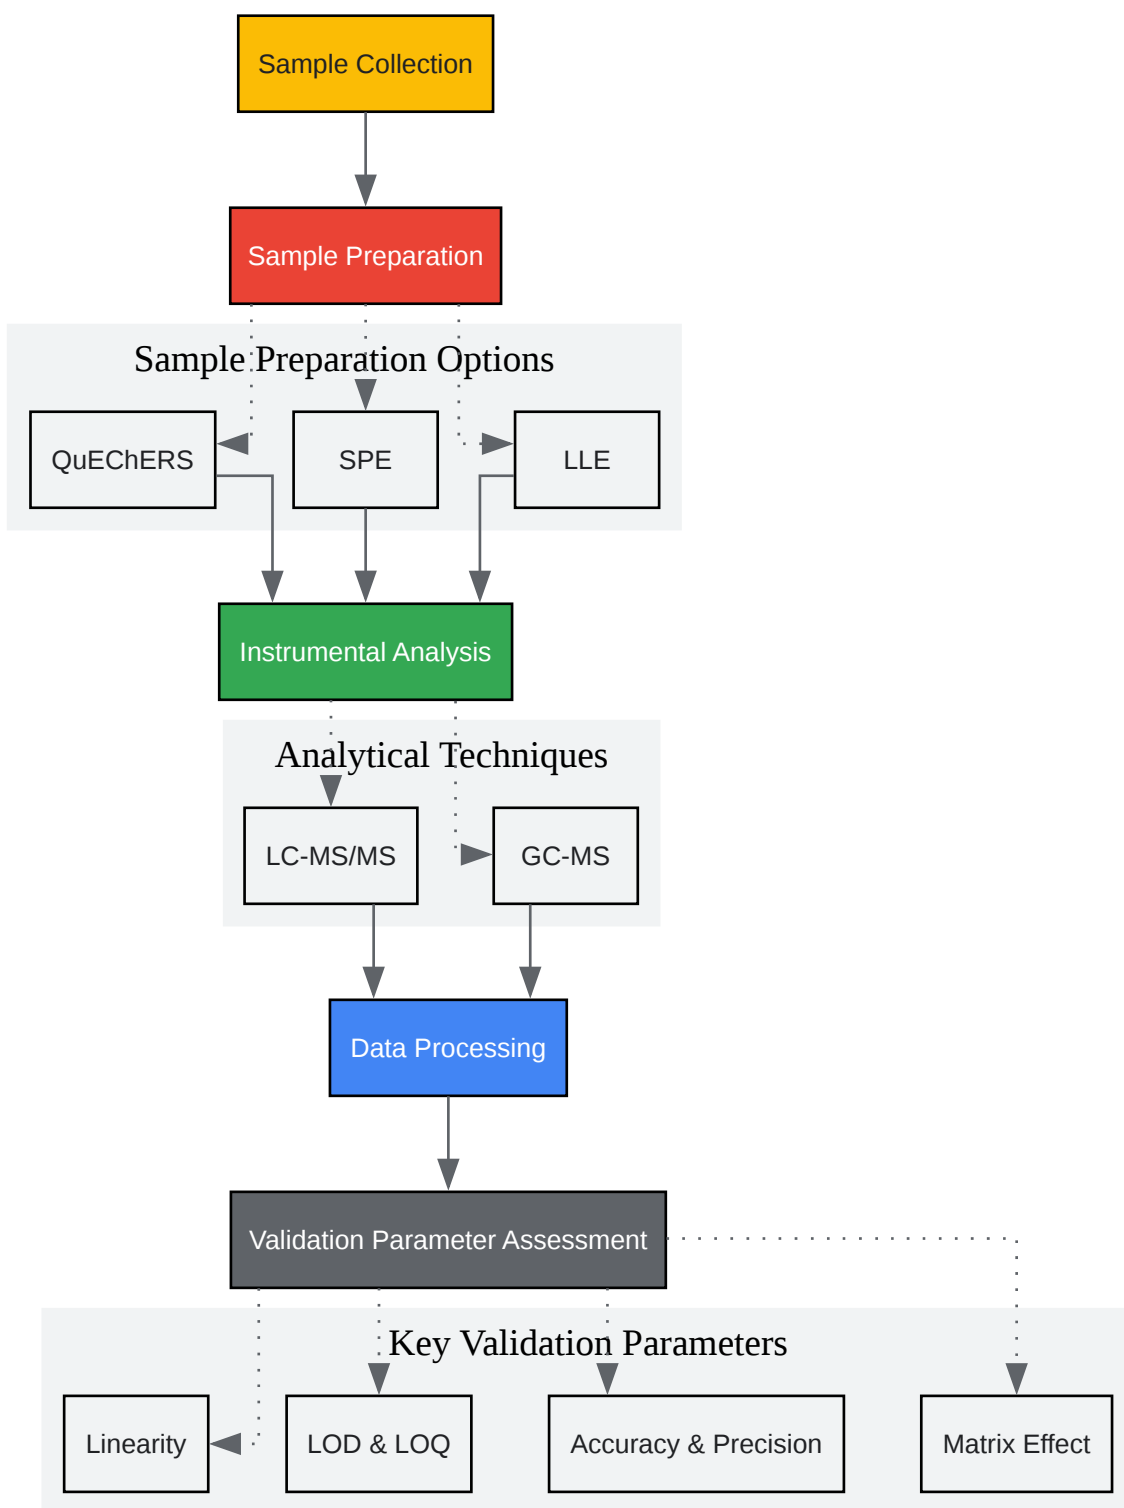 Sample Collection
Sample Preparation
Sample Preparation Options
QuEChERS
SPE
LLE
Instrumental Analysis
Analytical Techniques
LC-MS/MS
GC-MS
Data Processing
Validation Parameter Assessment
Key Validation Parameters
Linearity
LOD & LOQ
Accuracy & Precision
Matrix Effect